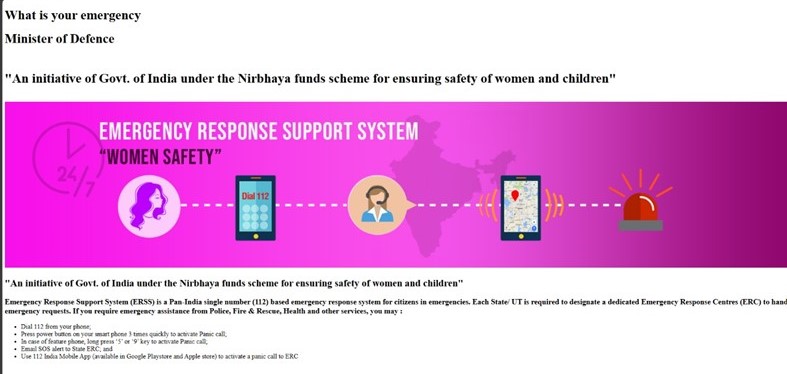 What is your emergency
Minister of Defence
"An initiative of Govt. of India under the Nirbhaya funds scheme for ensuring safety of women and children"
EMERGENCY RESPONSE SUPPORT SYSTEM
"WOMEN SAFETY"
24/7
Dial 112
"An initiative of Govt. of India under the Nirbhaya funds scheme for ensuring safety of women and children"
Emergency Response Support System (ERSS) is a Pan-India single number (112) based emergency response system for citizens in emergencies. Each State/ UT is required to designate a dedicated Emergency Response Centres (ERC) to hand
emergency requests. If you require emergency assistance from Police, Fire & Rescue, Health and other services, you may :
Dial 112 from your phone;
Press power button on your smart phone 3 times quickly to activate Panic call;
In case of feature phone, long press '5' or '9' key to activate Panic call;
Email SOS alert to State ERC; and
Use 112 India Mobile App (available in Google Playstore and Apple store) to activate a panic call to ERC